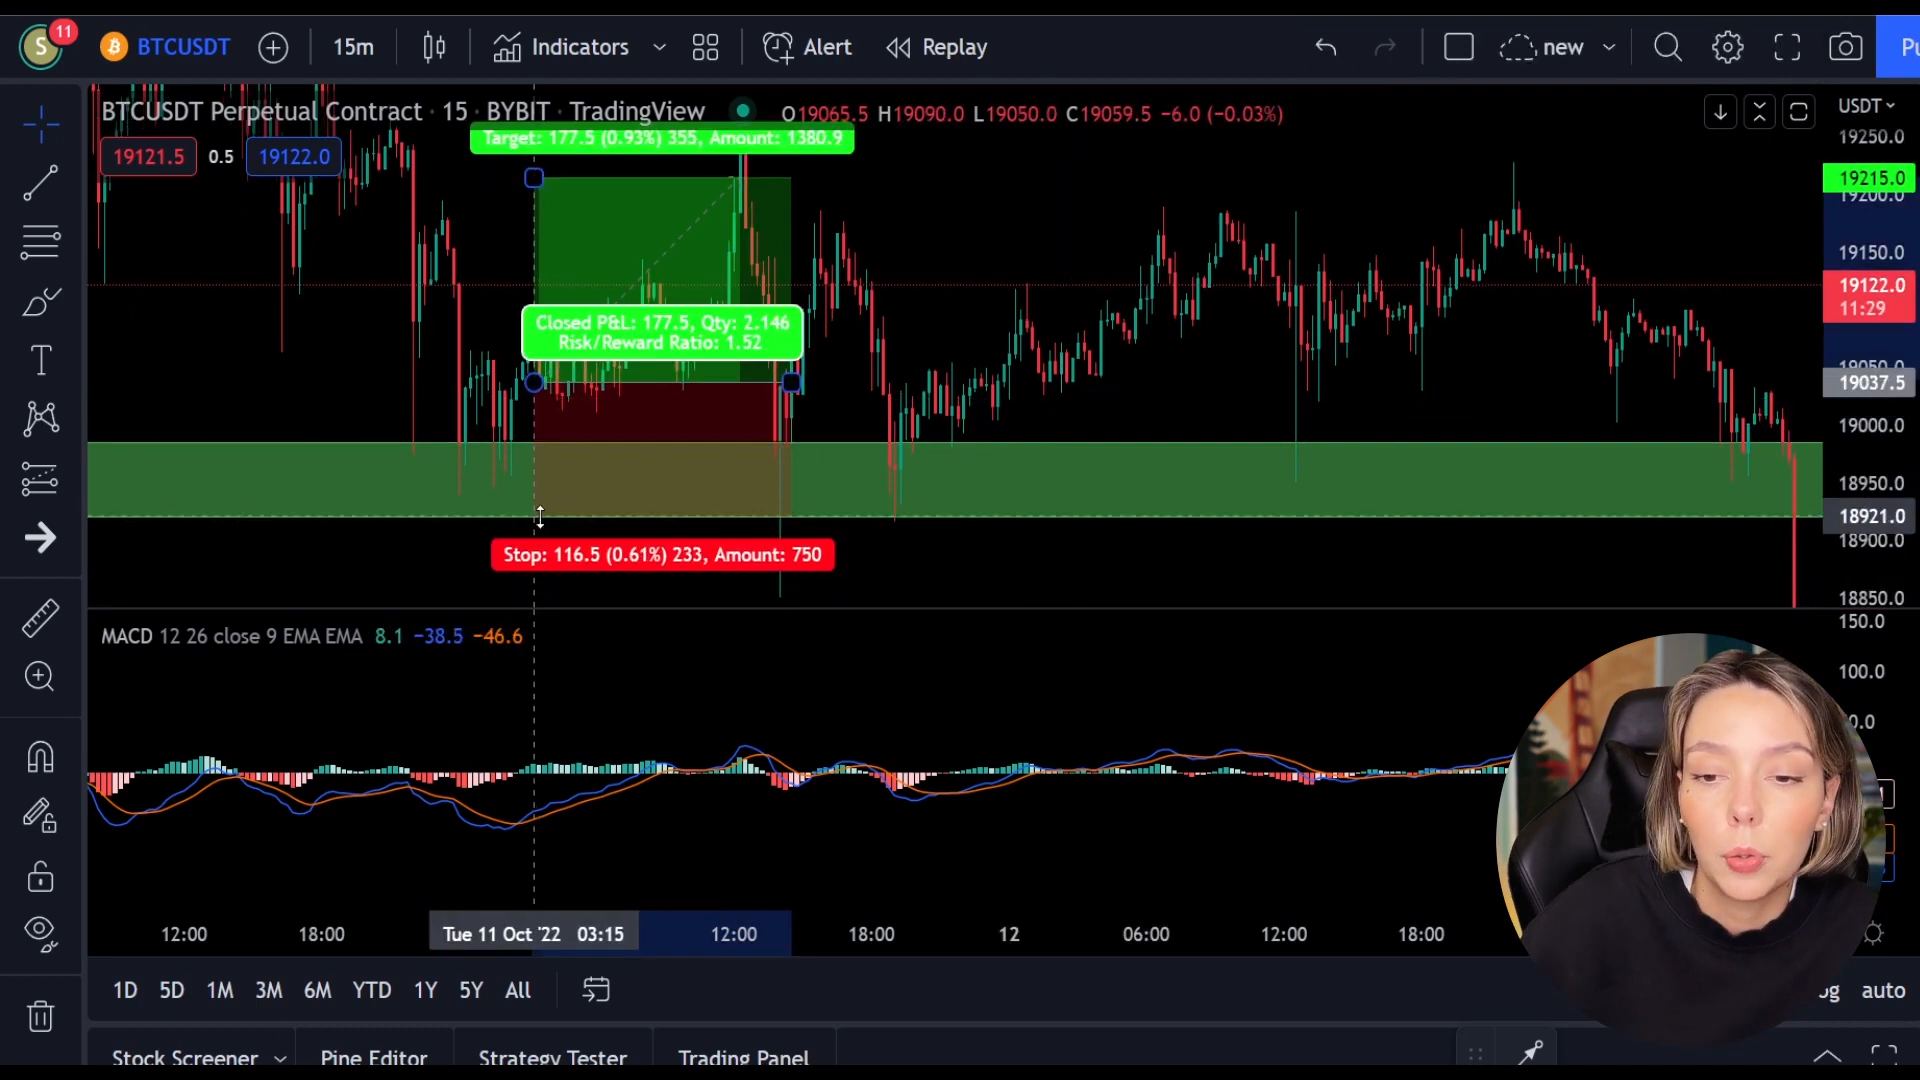 S 11 BTCUSDT 15m Indicators Alert Replay new
BTCUSDT Perpetual Contract · 15 · BYBIT · TradingView O19065.5 H19090.0 L19050.0 C19059.5 −6.0 (−0.03%) USDT
Target: 177.5 (0.93%) 355, Amount: 1380.9
19121.5 0.5 19122.0
19250.0
19215.0
19200.0
19150.0
19122.0
11:29
Closed P&L: 177.5, Qty: 2.146
Risk/Reward Ratio: 1.52
19050.0
19037.5
19000.0
18950.0
18921.0
18900.0
Stop: 116.5 (0.61%) 233, Amount: 750
18850.0
MACD 12 26 close 9 EMA EMA 8.1 −38.5 −46.6
150.0
100.0
12:00 18:00 Tue 11 Oct '22 03:15 12:00 18:00 12 06:00 12:00 18:00
1D 5D 1M 3M 6M YTD 1Y 5Y All auto
Stock Screener Pine Editor Strategy Tester Trading Panel